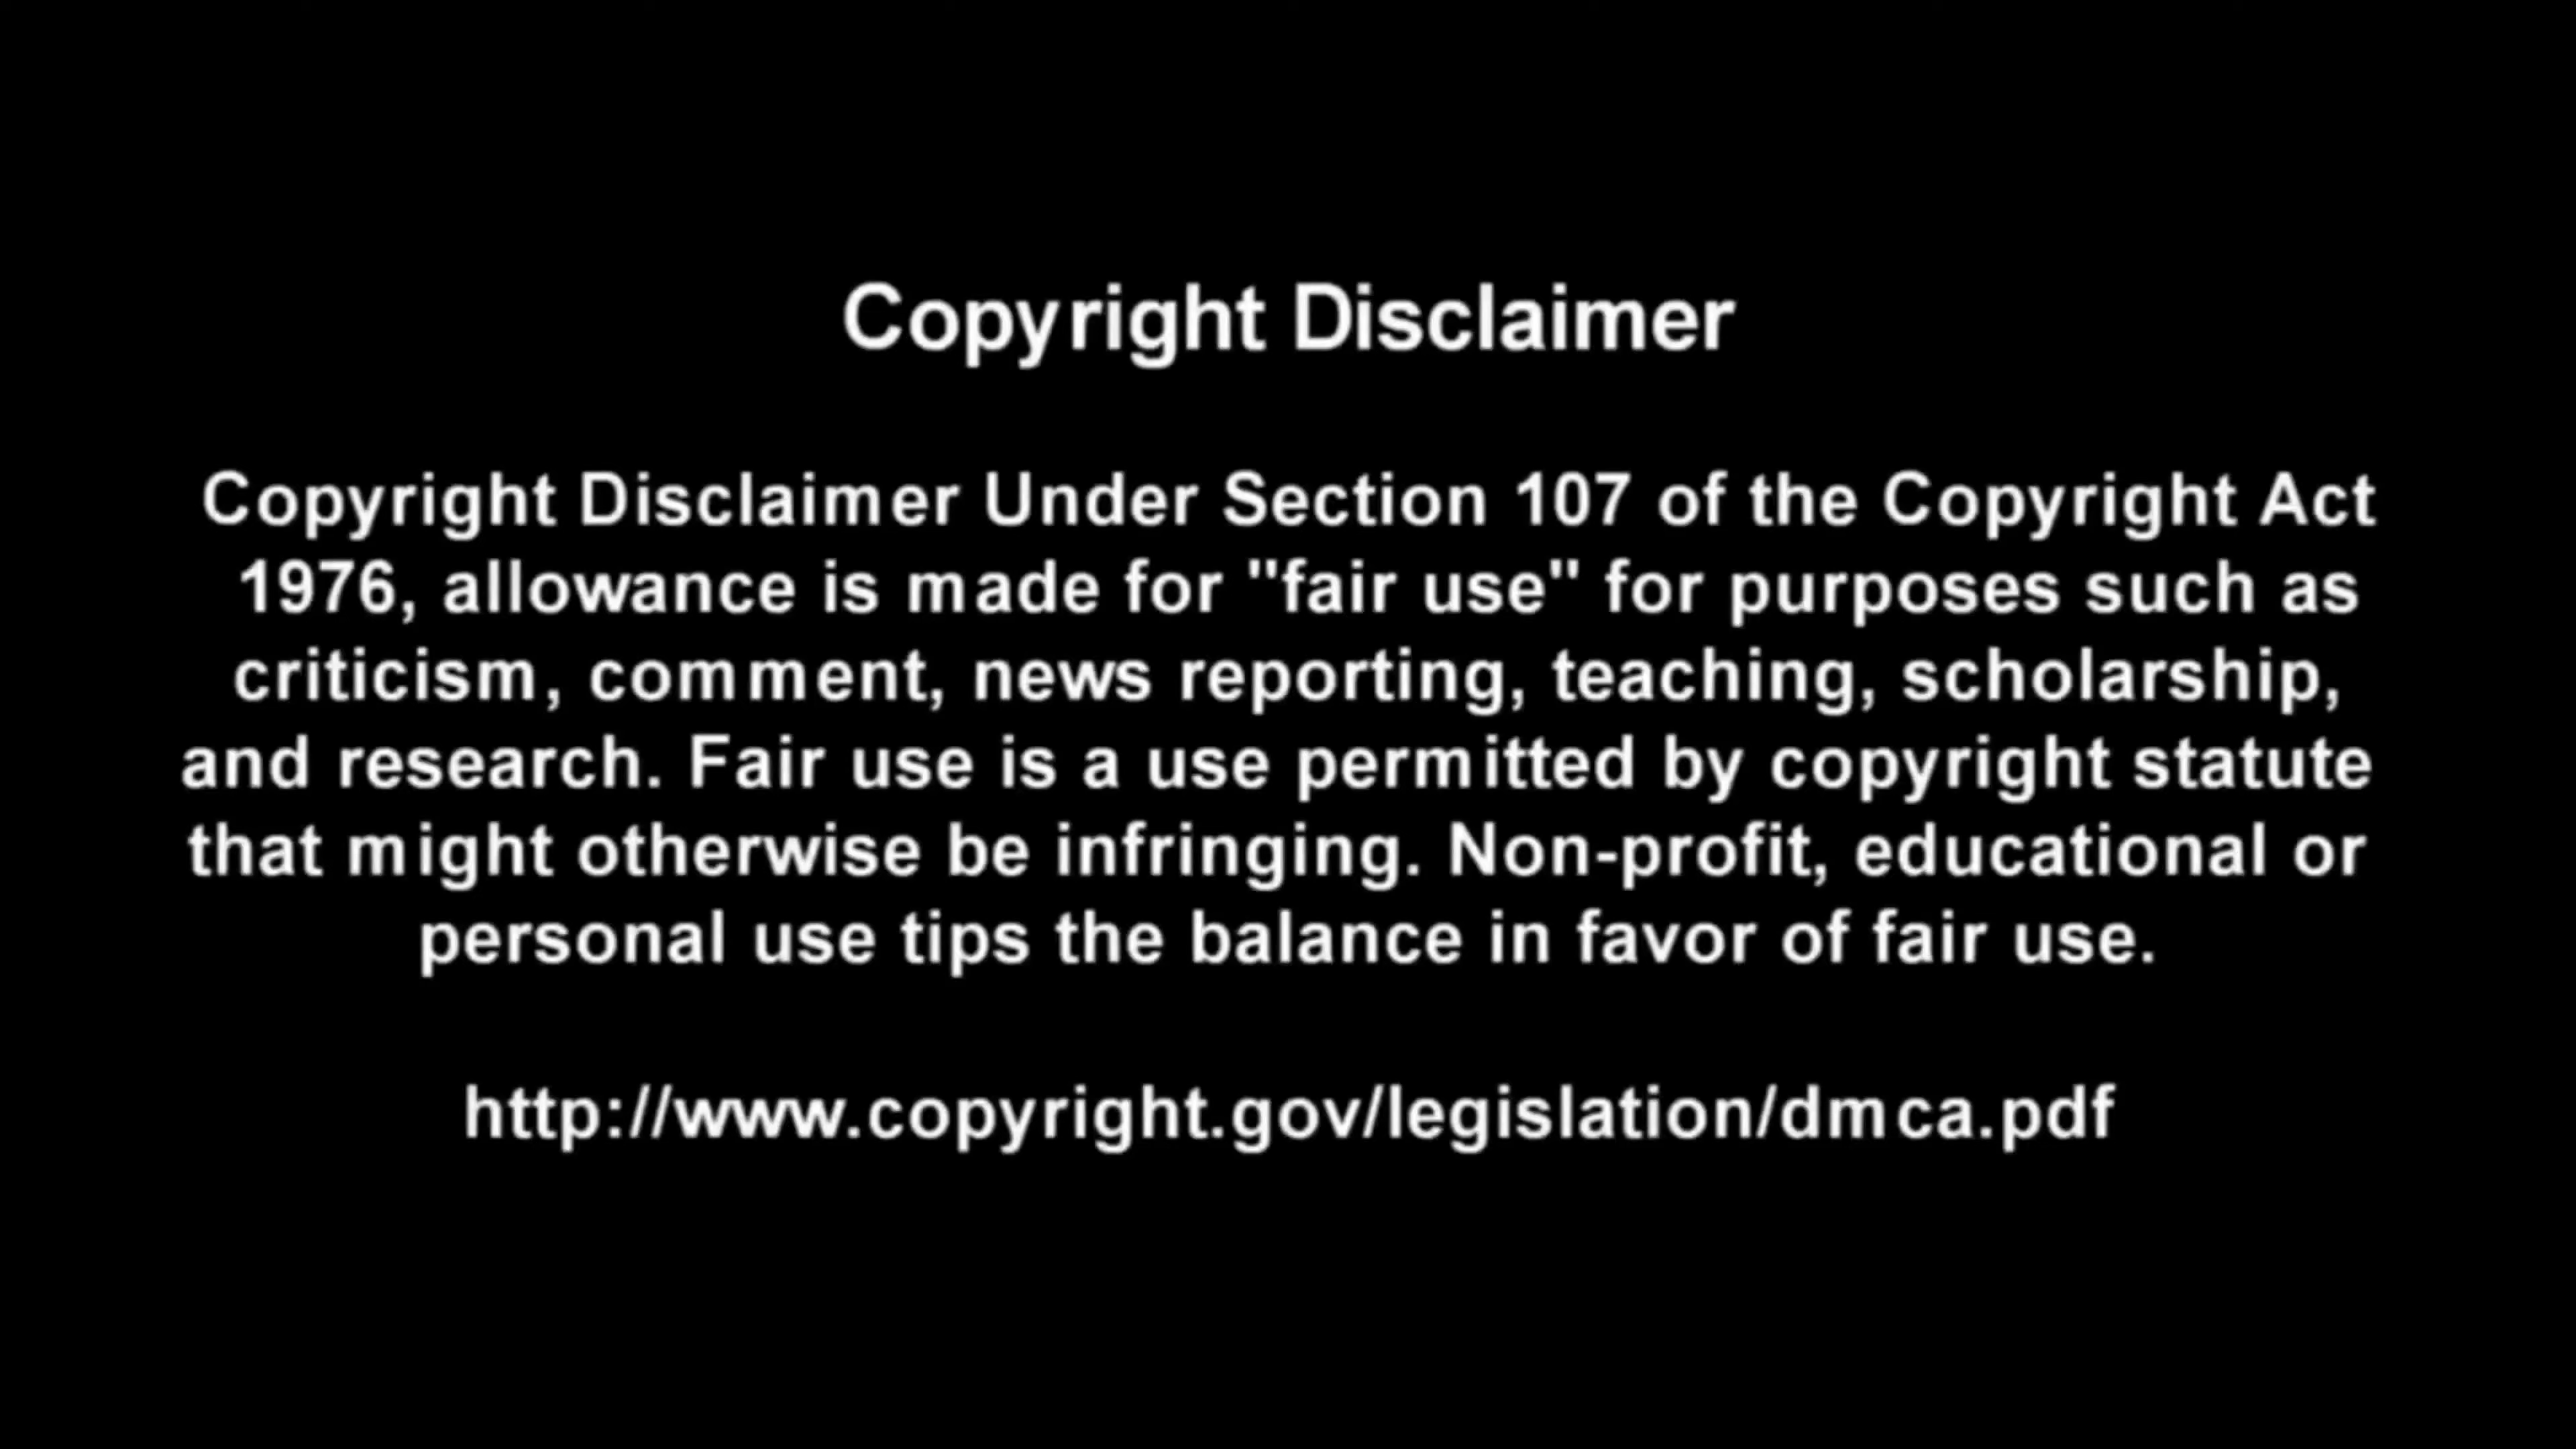 Copyright Disclaimer
Copyright Disclaimer Under Section 107 of the Copyright Act
1976, allowance is made for "fair use" for purposes such as
criticism, comment, news reporting, teaching, scholarship,
and research. Fair use is a use permitted by copyright statute
that might otherwise be infringing. Non-profit, educational or
personal use tips the balance in favor of fair use.
http://www.copyright.gov/legislation/dmca.pdf